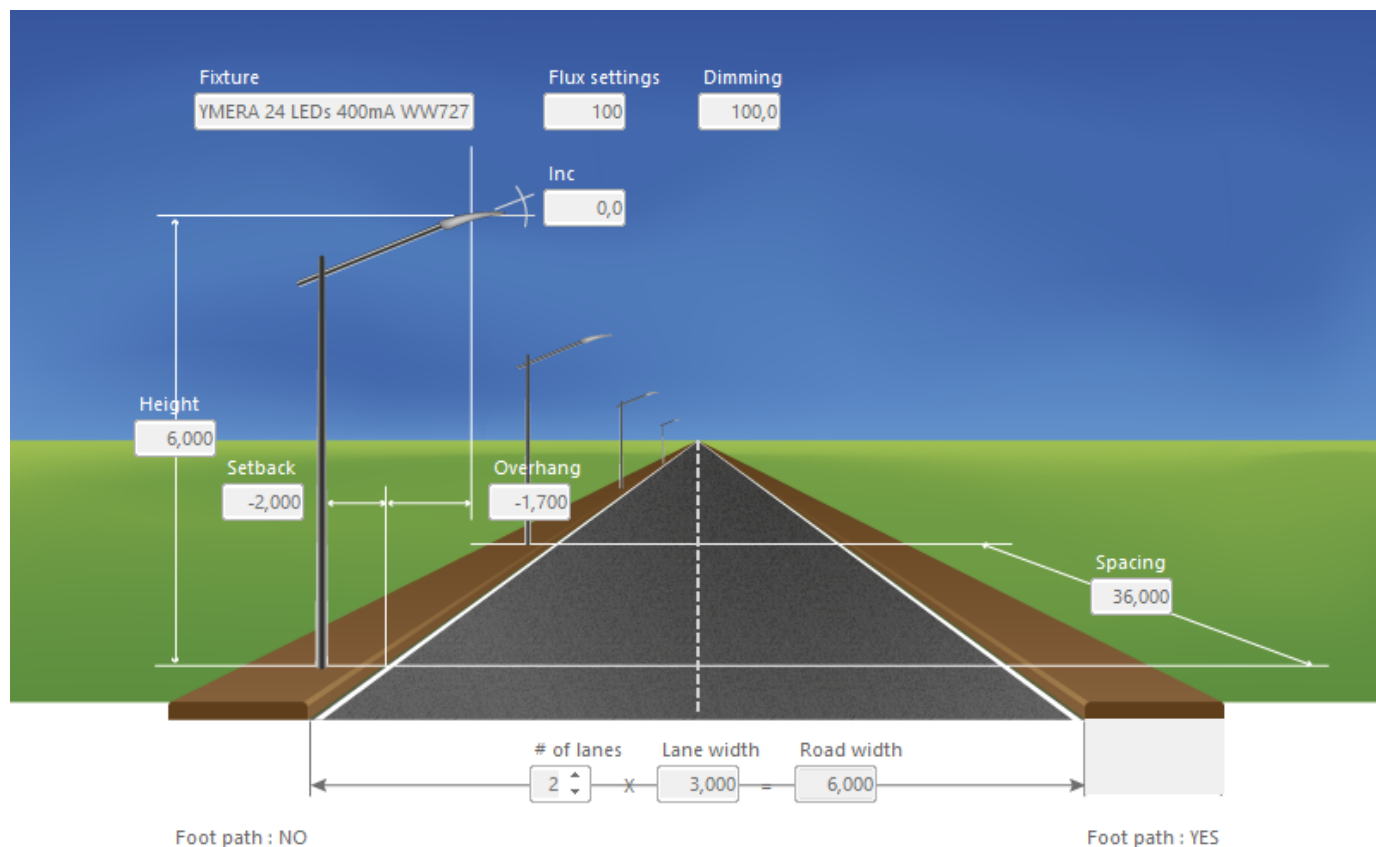 Fixture
Flux settings
Dimming
YMERA 24 LEDs 400mA WW727
100
100,0
Inc
0,0
Height
6,000
Setback
-2,000
Overhang
-1,700
Spacing
36,000
# of lanes
Lane width
Road width
2 x 3,000 = 6,000
Foot path : NO
Foot path : YES